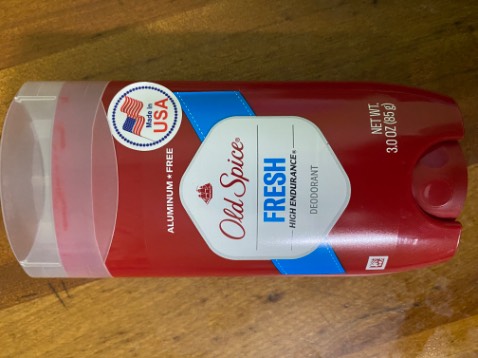 Made in
USA
ALUMINUM★FREE
Old Spice®
FRESH
HIGH ENDURANCE®
DEODORANT
NET WT.
3.0 OZ (85g)